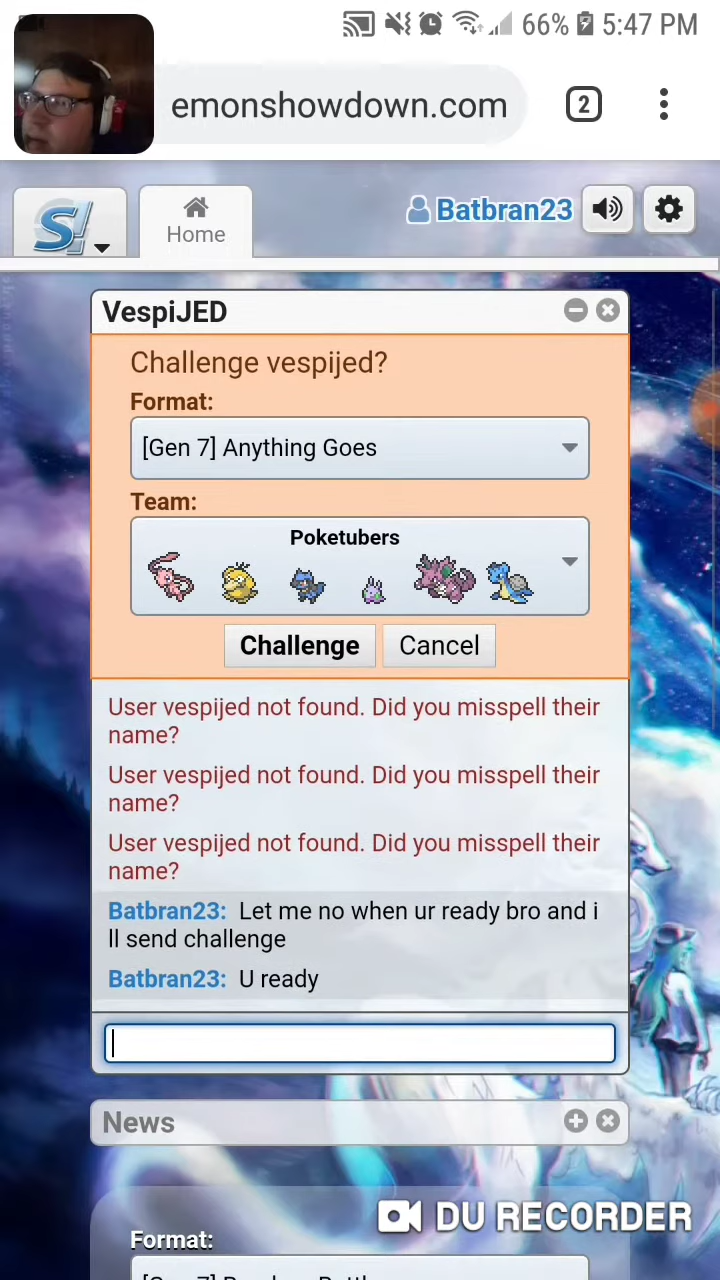 66% 5:47 PM
emonshowdown.com
2
S!
Home
Batbran23
VespiJED
Challenge vespijed?
Format:
[Gen 7] Anything Goes
Team:
Poketubers
Challenge Cancel
User vespijed not found. Did you misspell their
name?
User vespijed not found. Did you misspell their
name?
User vespijed not found. Did you misspell their
name?
Batbran23: Let me no when ur ready bro and i
ll send challenge
Batbran23: U ready
News
DU RECORDER
Format: